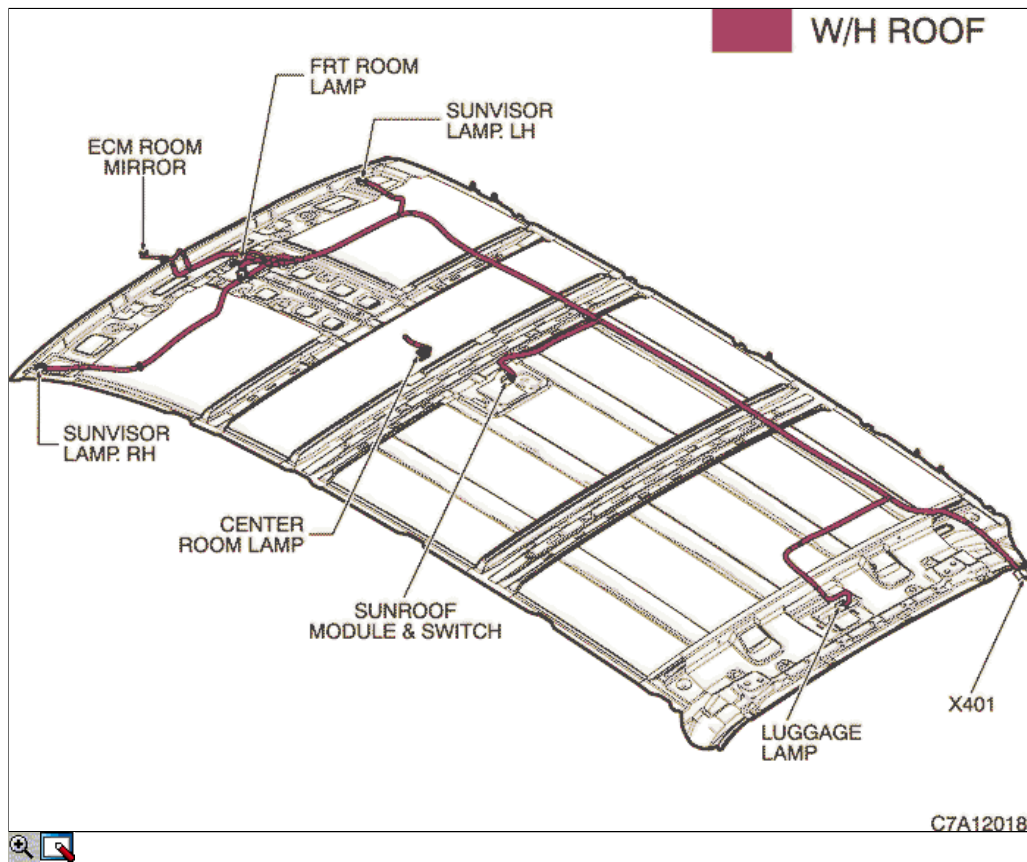 W/H ROOF
FRT ROOM
LAMP
SUNVISOR
LAMP. LH
ECM ROOM
MIRROR
SUNVISOR
LAMP. RH
CENTER
ROOM LAMP
SUNROOF
MODULE & SWITCH
X401
LUGGAGE
LAMP
C7A12018